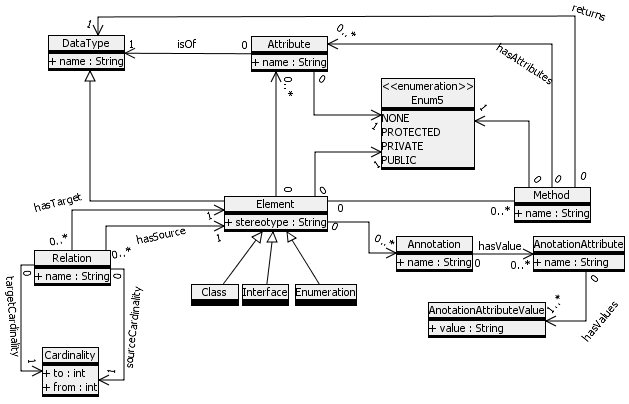 returns
1
0..*
DataType
+ name : String
1
isOf
0
Attribute
+ name : String
hasAttributes
0..*
0
<<enumeration>>
Enum5
NONE
PROTECTED
PRIVATE
PUBLIC
1
1
1
0
0
0
0
0
Element
+ stereotype : String
0
0..*
Method
+ name : String
hasTarget
1
0..*
hasSource
0..*
1
0
0..*
Annotation
+ name : String
hasValue
0
0..*
AnotationAttribute
+ name : String
Relation
+ name : String
0
0
targetCardinality
sourceCardinality
Class
Interface
Enumeration
0
1..*
hasValues
AnotationAttributeValue
+ value : String
1
1
Cardinality
+ to : int
+ from : int